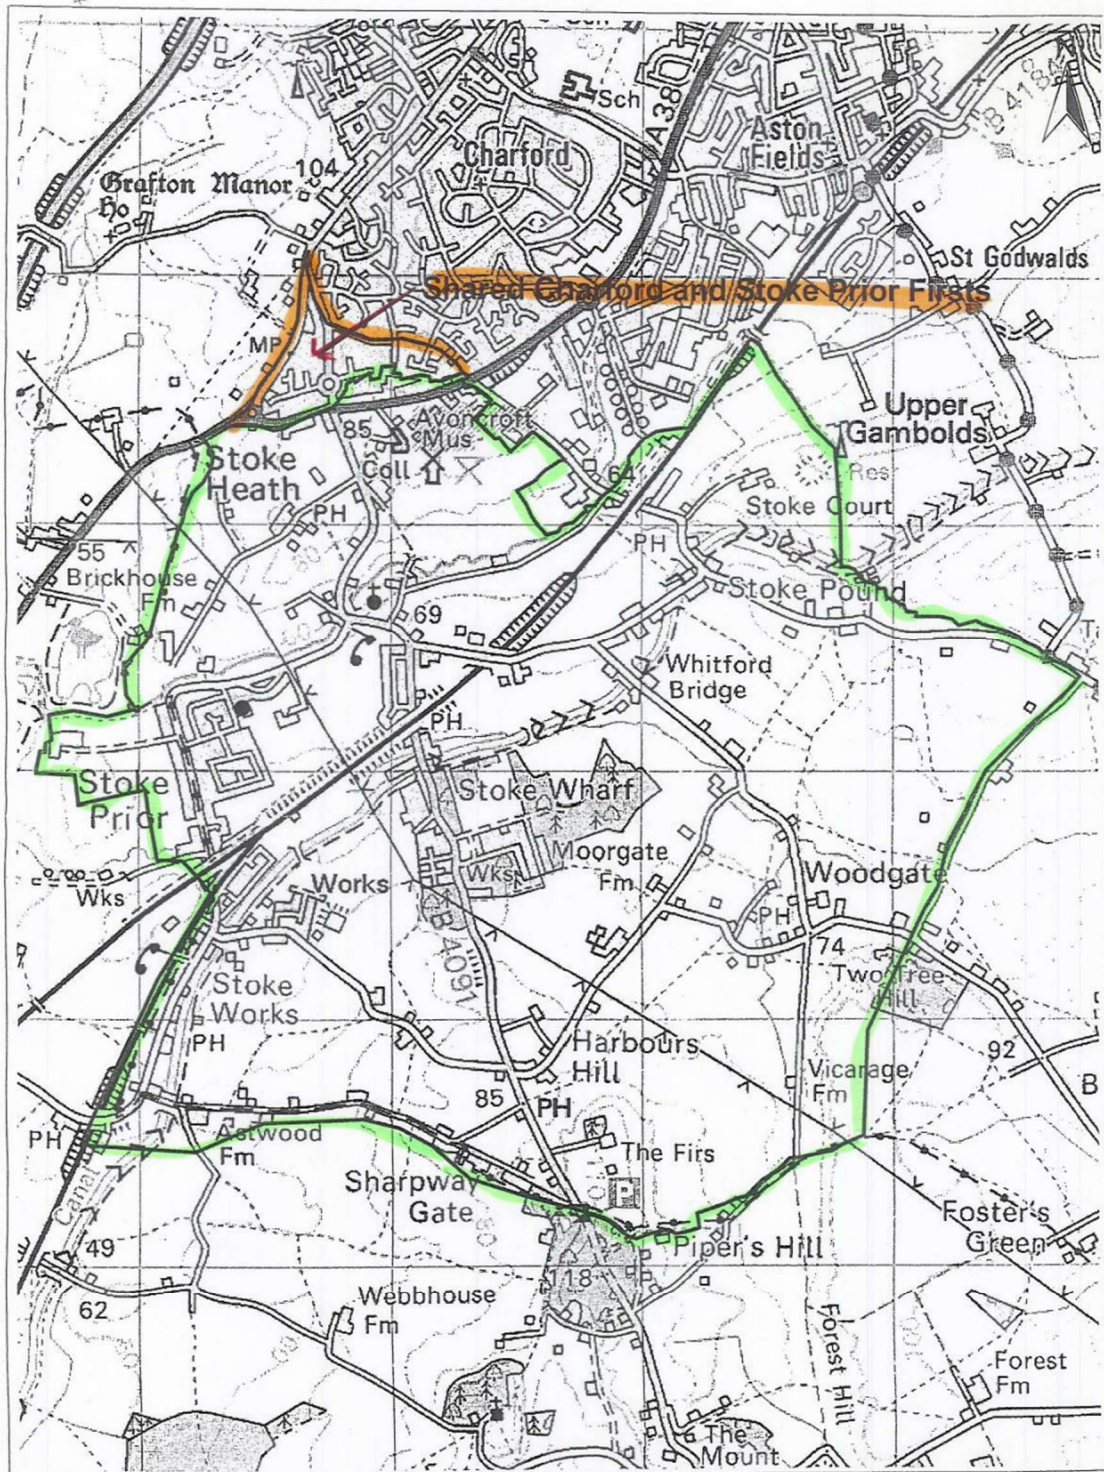 Sch
A 38
B 4184
Aston
Fields
Charford
104
Grafton Manor
Ho
St Godwalds
Shared Charford and Stoke Prior Firsts
MP
Upper
Gambolds
85
Avoncroft
Mus
Coll
Stoke
Heath
64
Res
PH
Stoke Court
55
PH
Brickhouse
Fm
Stoke Pound
69
Whitford
Bridge
PH
Stoke
Prior
Stoke Wharf
Moorgate
Fm
Wks
Works
Wks
Woodgate
PH
B 4091
74
Two Tree
Hill
Stoke
Works
PH
Harbours
Hill
92
Vicarage
Fm
B
85
PH
PH
Astwood
Fm
The Firs
Sharpway
Gate
P
Canal
Foster's
Green
Piper's Hill
49
118
62
Webbhouse
Fm
Forest Hill
Forest
Fm
The
Mount